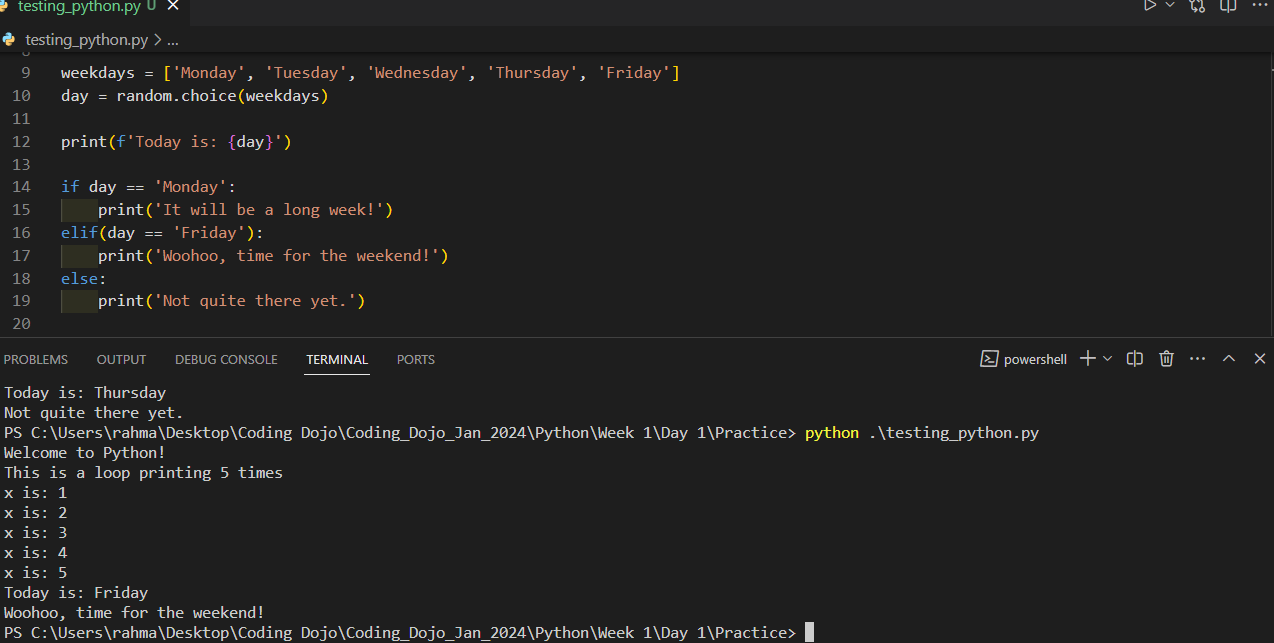 testing_python.py U
testing_python.py > ...
9 weekdays = ['Monday', 'Tuesday', 'Wednesday', 'Thursday', 'Friday']
10 day = random.choice(weekdays)
11
12 print(f'Today is: {day}')
13
14 if day == 'Monday':
15     print('It will be a long week!')
16 elif(day == 'Friday'):
17     print('Woohoo, time for the weekend!')
18 else:
19     print('Not quite there yet.')
20
PROBLEMS OUTPUT DEBUG CONSOLE TERMINAL PORTS powershell
Today is: Thursday
Not quite there yet.
PS C:\Users\rahma\Desktop\Coding Dojo\Coding_Dojo_Jan_2024\Python\Week 1\Day 1\Practice> python .\testing_python.py
Welcome to Python!
This is a loop printing 5 times
x is: 1
x is: 2
x is: 3
x is: 4
x is: 5
Today is: Friday
Woohoo, time for the weekend!
PS C:\Users\rahma\Desktop\Coding Dojo\Coding_Dojo_Jan_2024\Python\Week 1\Day 1\Practice>